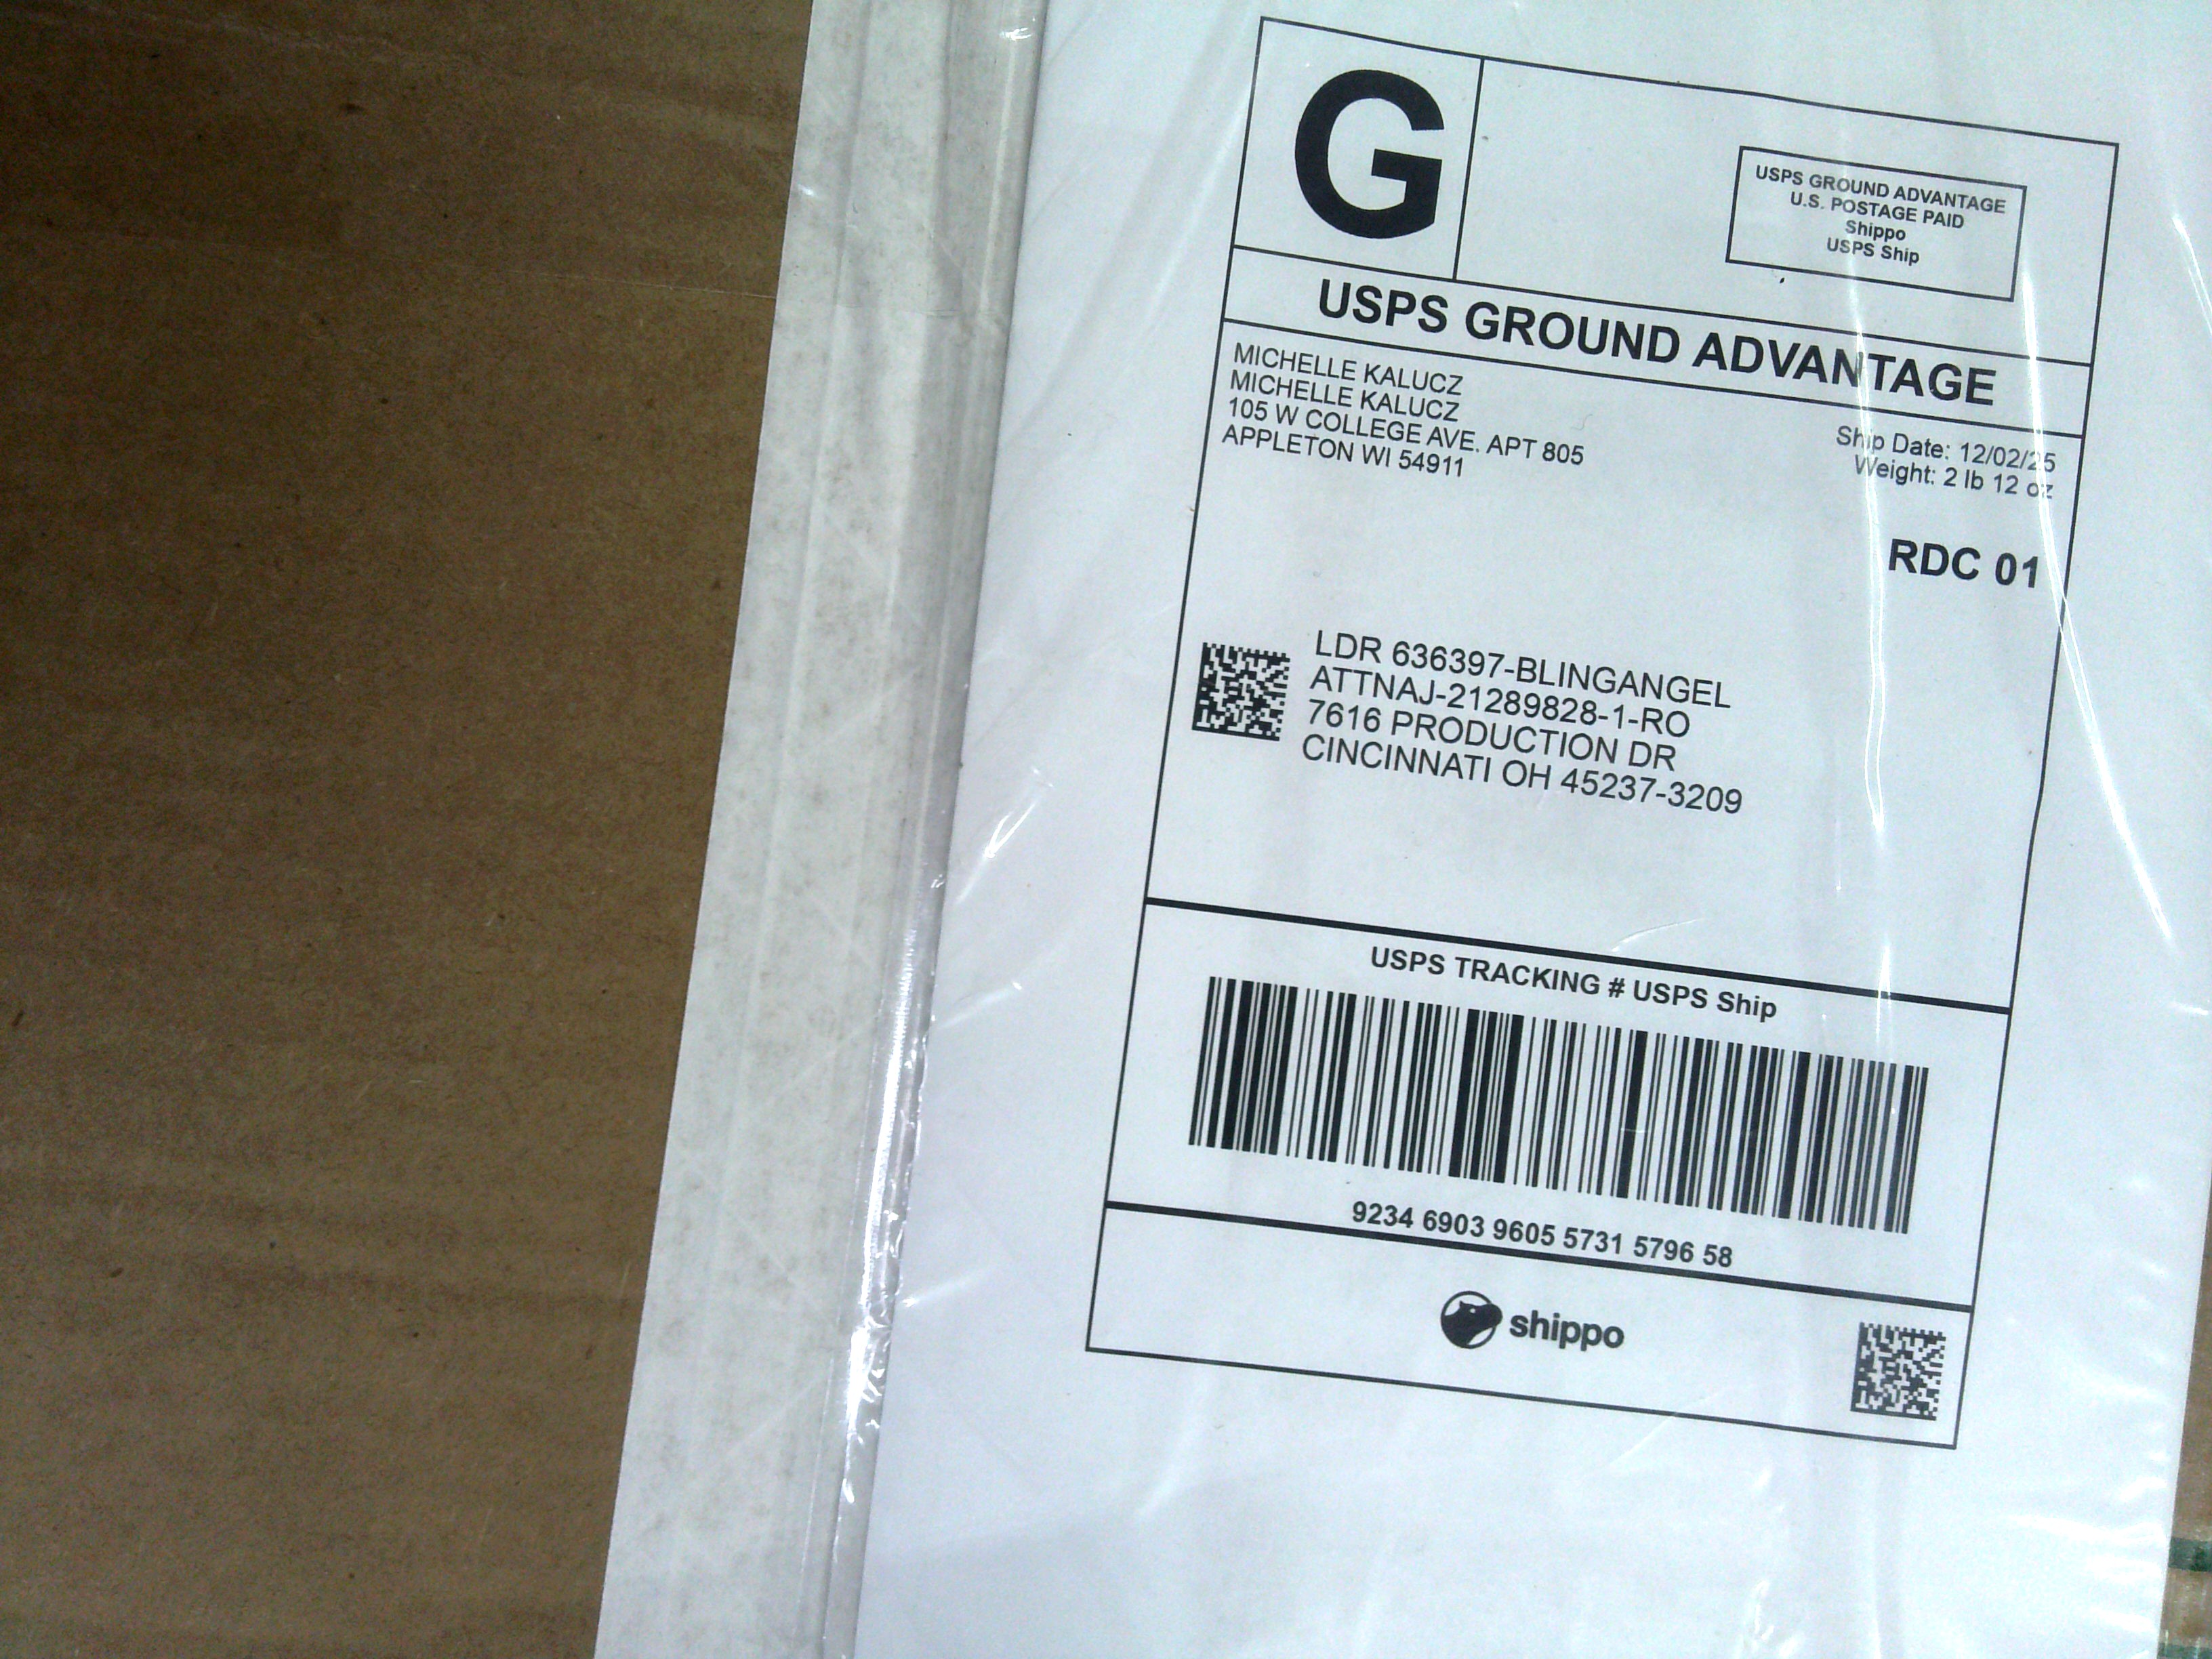 G
USPS GROUND ADVANTAGE
U.S. POSTAGE PAID
Shippo
USPS Ship
USPS GROUND ADVANTAGE
MICHELLE KALUCZ
MICHELLE KALUCZ
105 W COLLEGE AVE. APT 805
APPLETON WI 54911
Ship Date: 12/02/25
Weight: 2 lb 12 oz
RDC 01
LDR 636397-BLINGANGEL
ATTNAJ-21289828-1-RO
7616 PRODUCTION DR
CINCINNATI OH 45237-3209
USPS TRACKING # USPS Ship
9234 6903 9605 5731 5796 58
shippo